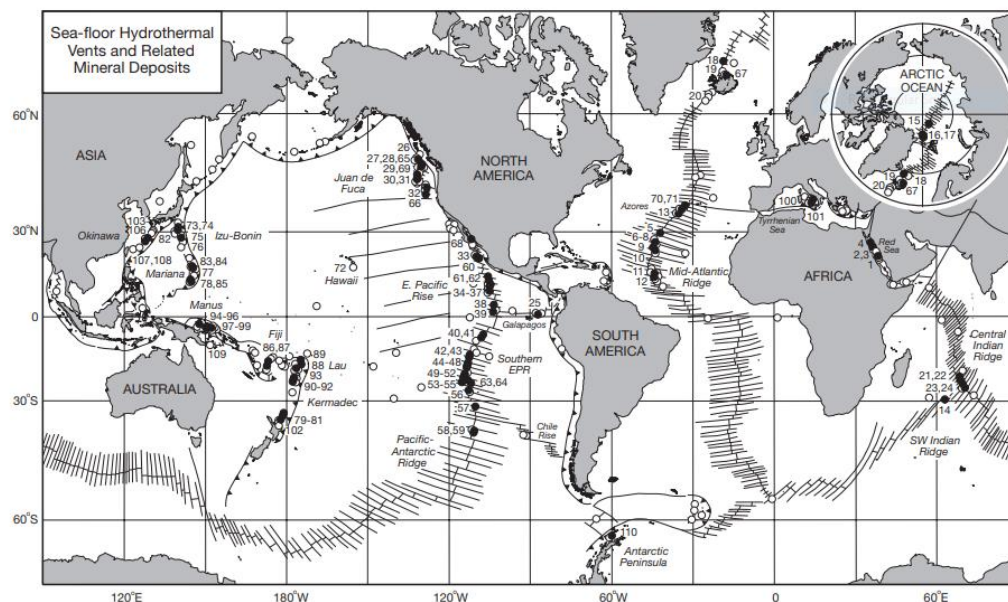 Sea-floor Hydrothermal
Vents and Related
Mineral Deposits
ARCTIC
OCEAN
15
16,17
19
18
20
67
18
19
67
20
60°N
ASIA
NORTH
AMERICA
26
27,28,65
29,69
30,31
32
66
Juan de
Fuca
Azores
70,71
13
100
101
Tyrrhenian
Sea
103
106
Okinawa
82
107,108
73,74
75
76
Izu-Bonin
30°N
83,84
77
78,85
Mariana
72
Hawaii
68
33
60
61,62
34-37
E. Pacific
Rise
38
39
25
Galapagos
5
6-8
9
10
11
12
Mid-Atlantic
Ridge
4
2,3
1
Red
Sea
AFRICA
Manus
94-96
97-99
109
0
Fiji
86,87
89
88
Lau
93
90-92
Kermadec
79-81
102
AUSTRALIA
40,41
42,43
44-48
49-52
53-55
56
63,64
57
58,59
Southern
EPR
SOUTH
AMERICA
Chile
Rise
Pacific-
Antarctic
Ridge
Central
Indian
Ridge
21,22
23,24
14
SW Indian
Ridge
30°S
60°S
110
Antarctic
Peninsula
120°E
150°E
180°W
120°W
60°W
0
60°E